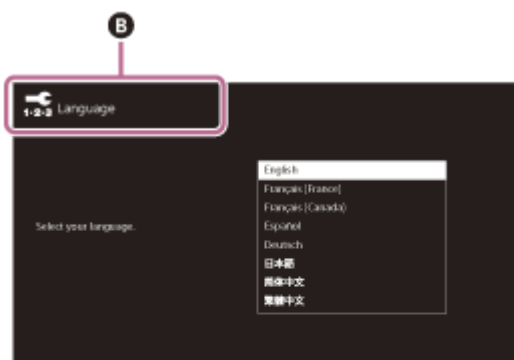 B
1-2-3 Language
Select your language.
English
Français (France)
Français (Canada)
Español
Deutsch
日本語
简体中文
繁體中文